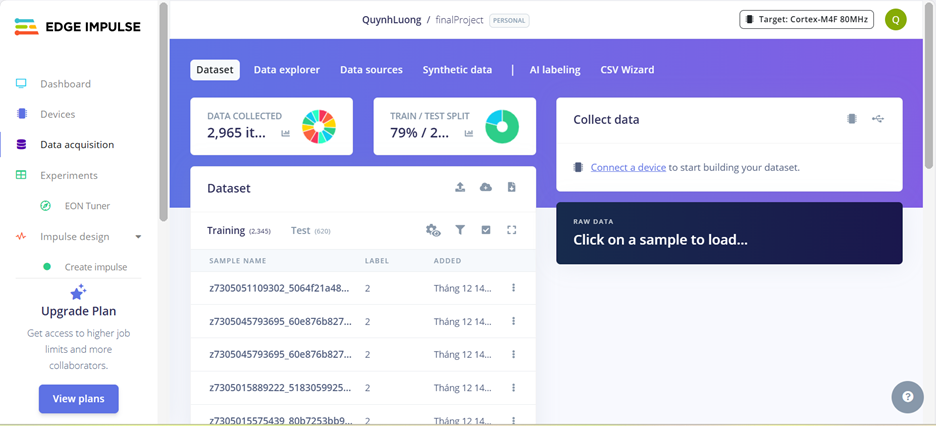 EDGE IMPULSE
QuynhLuong / finalProject PERSONAL
Target: Cortex-M4F 80MHz
Q
Dashboard
Devices
Data acquisition
Experiments
EON Tuner
Impulse design
Create impulse
Upgrade Plan
Get access to higher job
limits and more
collaborators.
View plans
Dataset Data explorer Data sources Synthetic data | AI labeling CSV Wizard
DATA COLLECTED
2,965 it...
TRAIN / TEST SPLIT
79% / 2...
Dataset
Training (2,345) Test (620)
SAMPLE NAME LABEL ADDED
z7305051109302_5064f21a48... 2 Tháng 12 14...
z7305045793695_60e876b827... 2 Tháng 12 14...
z7305045793695_60e876b827... 2 Tháng 12 14...
z7305015889222_5183059925... 2 Tháng 12 14...
z7305015575439_80b7253bb9... 2 Tháng 12 14...
Collect data
Connect a device to start building your dataset.
RAW DATA
Click on a sample to load...
?